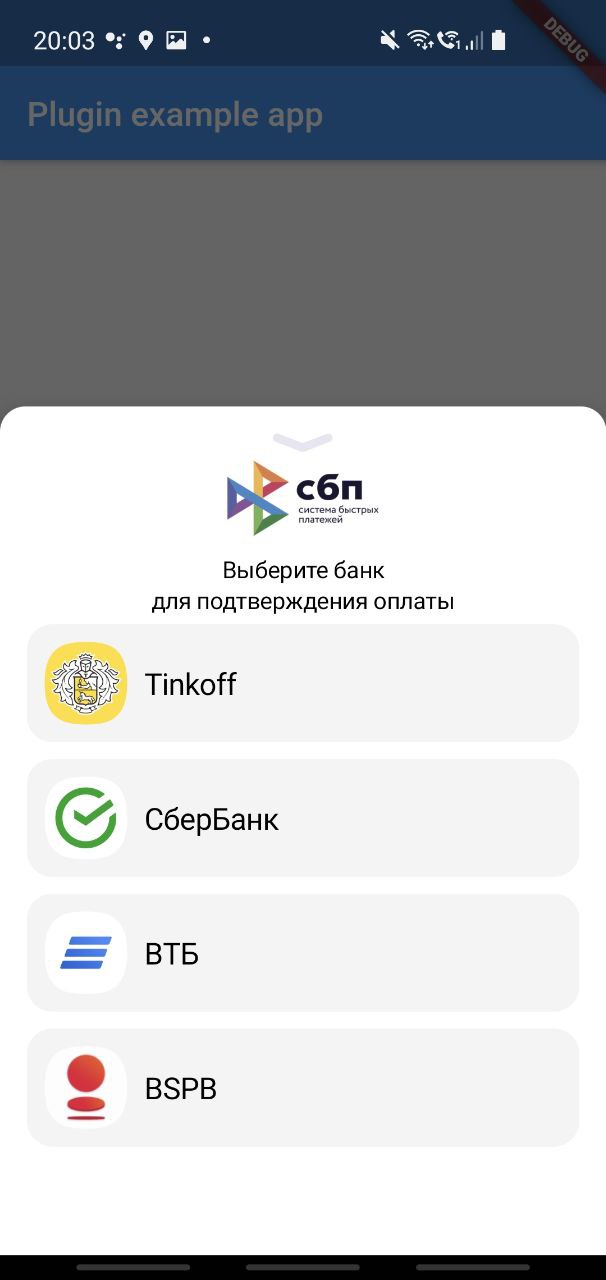 20:03
DEBUG
Plugin example app
сбп
система быстрых
платежей
Выберите банк
для подтверждения оплаты
Tinkoff
СберБанк
ВТБ
BSPB